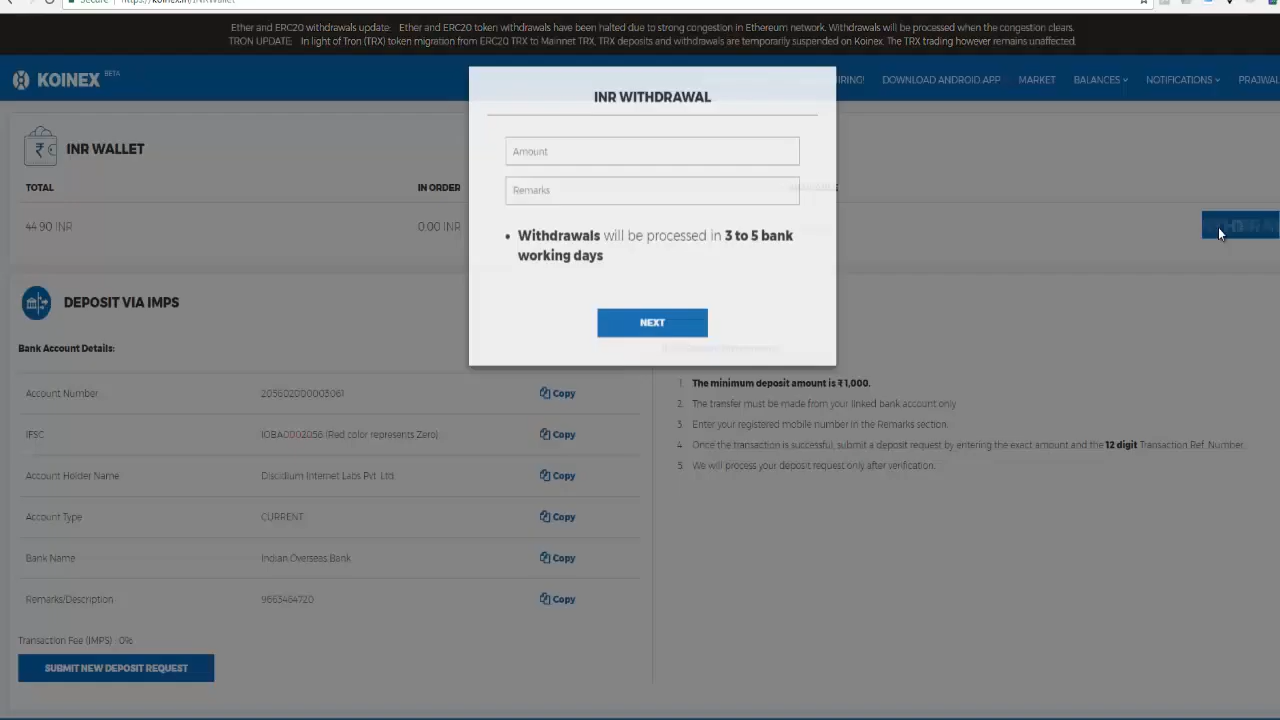 Secure https://koinex.in/INRWallet
Ether and ERC20 withdrawals update: Ether and ERC20 token withdrawals have been halted due to strong congestion in Ethereum network. Withdrawals will be processed when the congestion clears.
TRON UPDATE: In light of Tron (TRX) token migration from ERC20 TRX to Mainnet TRX, TRX deposits and withdrawals are temporarily suspended on Koinex. The TRX trading however remains unaffected.
KOINEX BETA
HIRING! DOWNLOAD ANDROID APP MARKET BALANCES NOTIFICATIONS PRAJWAL
INR WITHDRAWAL
Amount
Remarks
• Withdrawals will be processed in 3 to 5 bank
working days
NEXT
INR WALLET
TOTAL IN ORDER
44.90 INR 0.00 INR
DEPOSIT VIA IMPS
Bank Account Details:
Account Number 205602000003061 Copy
IFSC IOBA0002056 (Red color represents Zero) Copy
Account Holder Name Discidium Internet Labs Pvt. Ltd. Copy
Account Type CURRENT Copy
Bank Name Indian Overseas Bank Copy
Remarks/Description 9663464720 Copy
Transaction Fee (IMPS) : 0%
SUBMIT NEW DEPOSIT REQUEST
1. The minimum deposit amount is ₹ 1,000.
2. The transfer must be made from your linked bank account only
3. Enter your registered mobile number in the Remarks section.
4. Once the transaction is successful, submit a deposit request by entering the exact amount and the 12 digit Transaction Ref. Number.
5. We will process your deposit request only after verification.